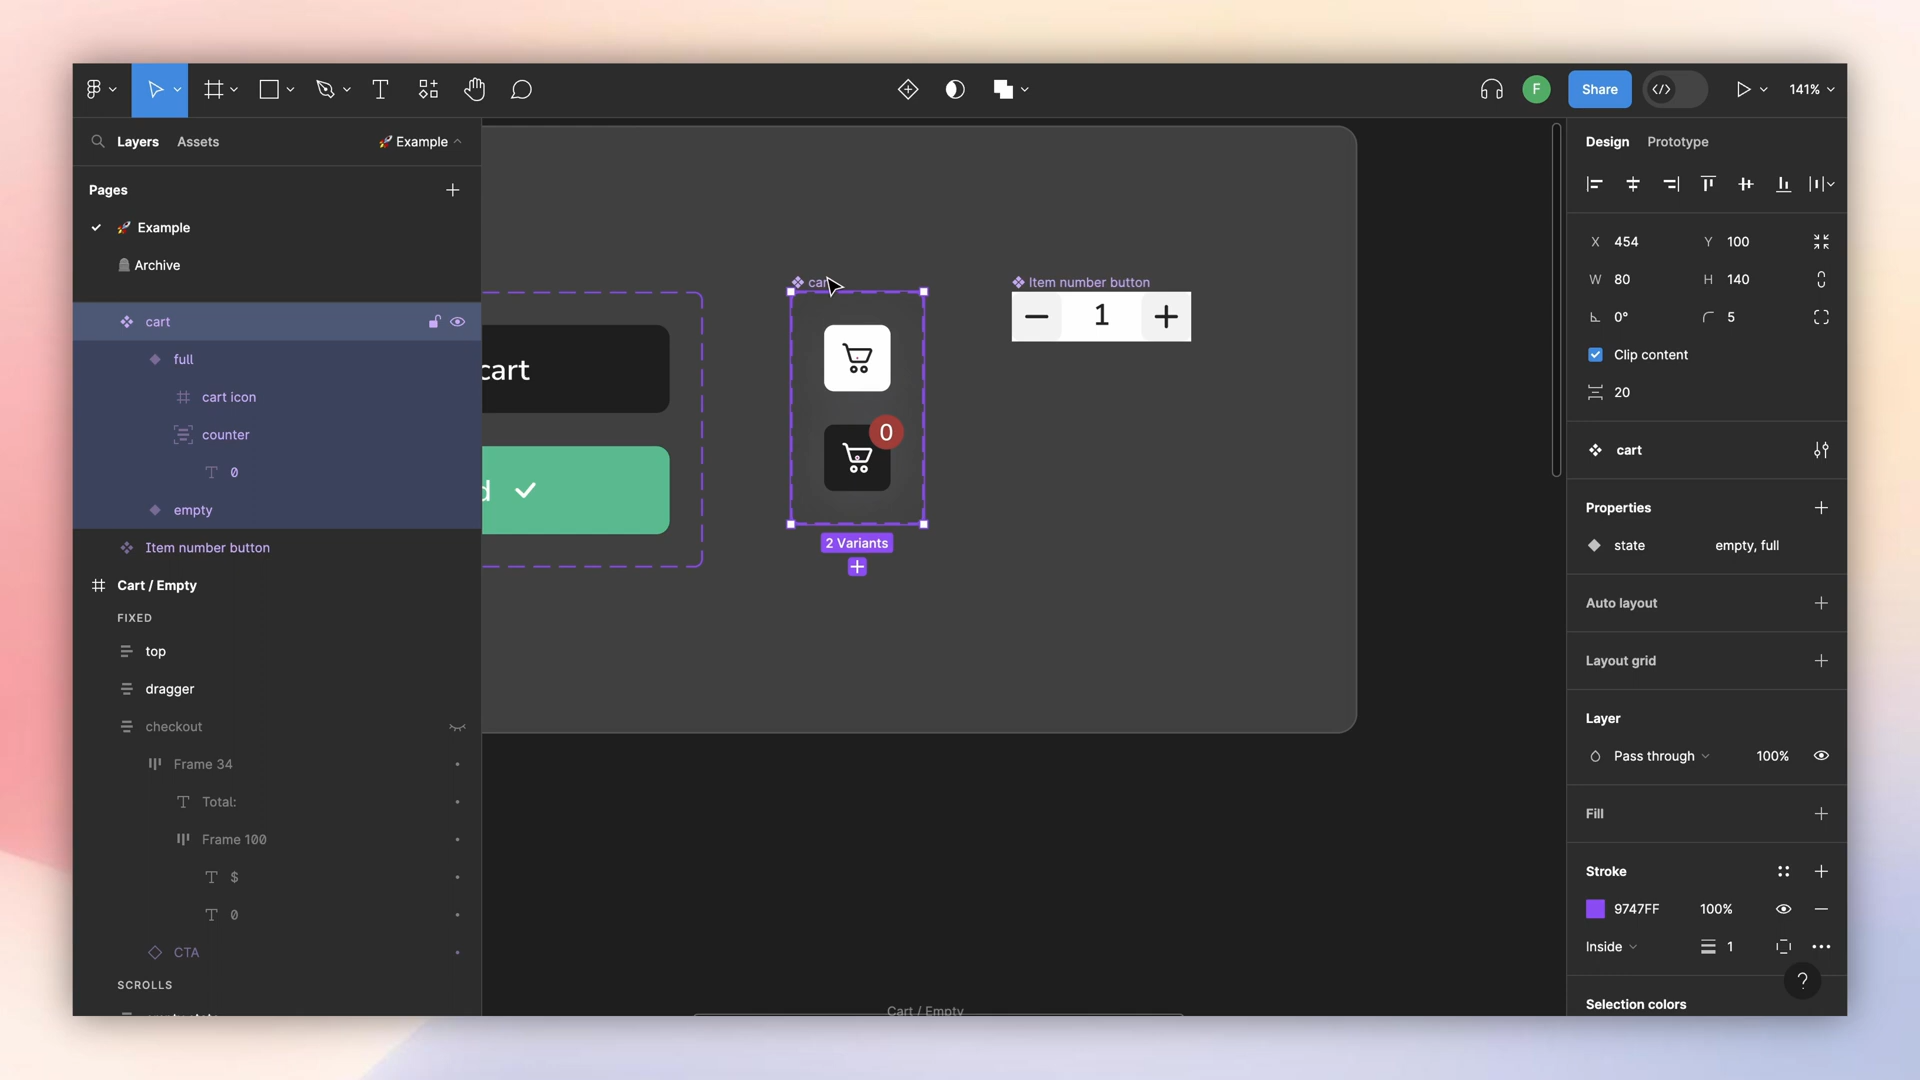 F
Share
141%
Layers
Assets
🚀 Example
Design
Prototype
Pages
🚀 Example
Archive
cart
full
cart icon
counter
T 0
empty
Item number button
Cart / Empty
FIXED
top
dragger
checkout
Frame 34
T Total:
Frame 100
T $
T 0
CTA
SCROLLS
cart
d
car
0
2 Variants
Item number button
1
Cart / Empty
X 454
Y 100
W 80
H 140
0°
5
Clip content
20
cart
Properties
state
empty, full
Auto layout
Layout grid
Layer
Pass through
100%
Fill
Stroke
9747FF
100%
Inside
1
?
Selection colors